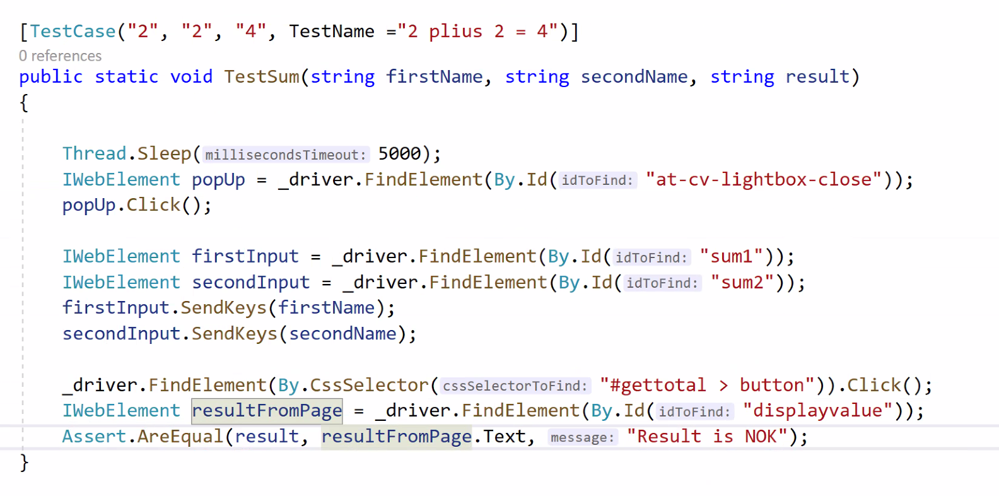 [TestCase("2", "2", "4", TestName ="2 plius 2 = 4")]
0 references
public static void TestSum(string firstName, string secondName, string result)
{
Thread.Sleep(millisecondsTimeout: 5000);
IWebElement popUp = _driver.FindElement(By.Id(idToFind: "at-cv-lightbox-close"));
popUp.Click();
IWebElement firstInput = _driver.FindElement(By.Id(idToFind: "sum1"));
IWebElement secondInput = _driver.FindElement(By.Id(idToFind: "sum2"));
firstInput.SendKeys(firstName);
secondInput.SendKeys(secondName);
_driver.FindElement(By.CssSelector(cssSelectorToFind: "#gettotal > button")).Click();
IWebElement resultFromPage = _driver.FindElement(By.Id(idToFind: "displayvalue"));
Assert.AreEqual(result, resultFromPage.Text, message: "Result is NOK");
}